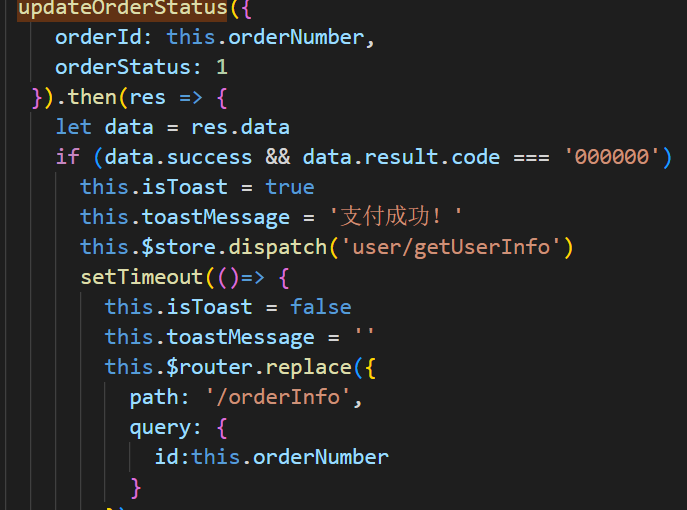 updateOrderStatus({
orderId: this.orderNumber,
orderStatus: 1
}).then(res => {
let data = res.data
if (data.success && data.result.code === '000000')
this.isToast = true
this.toastMessage = '支付成功！'
this.$store.dispatch('user/getUserInfo')
setTimeout(()=> {
this.isToast = false
this.toastMessage = ''
this.$router.replace({
path: '/orderInfo',
query: {
id:this.orderNumber
}
})